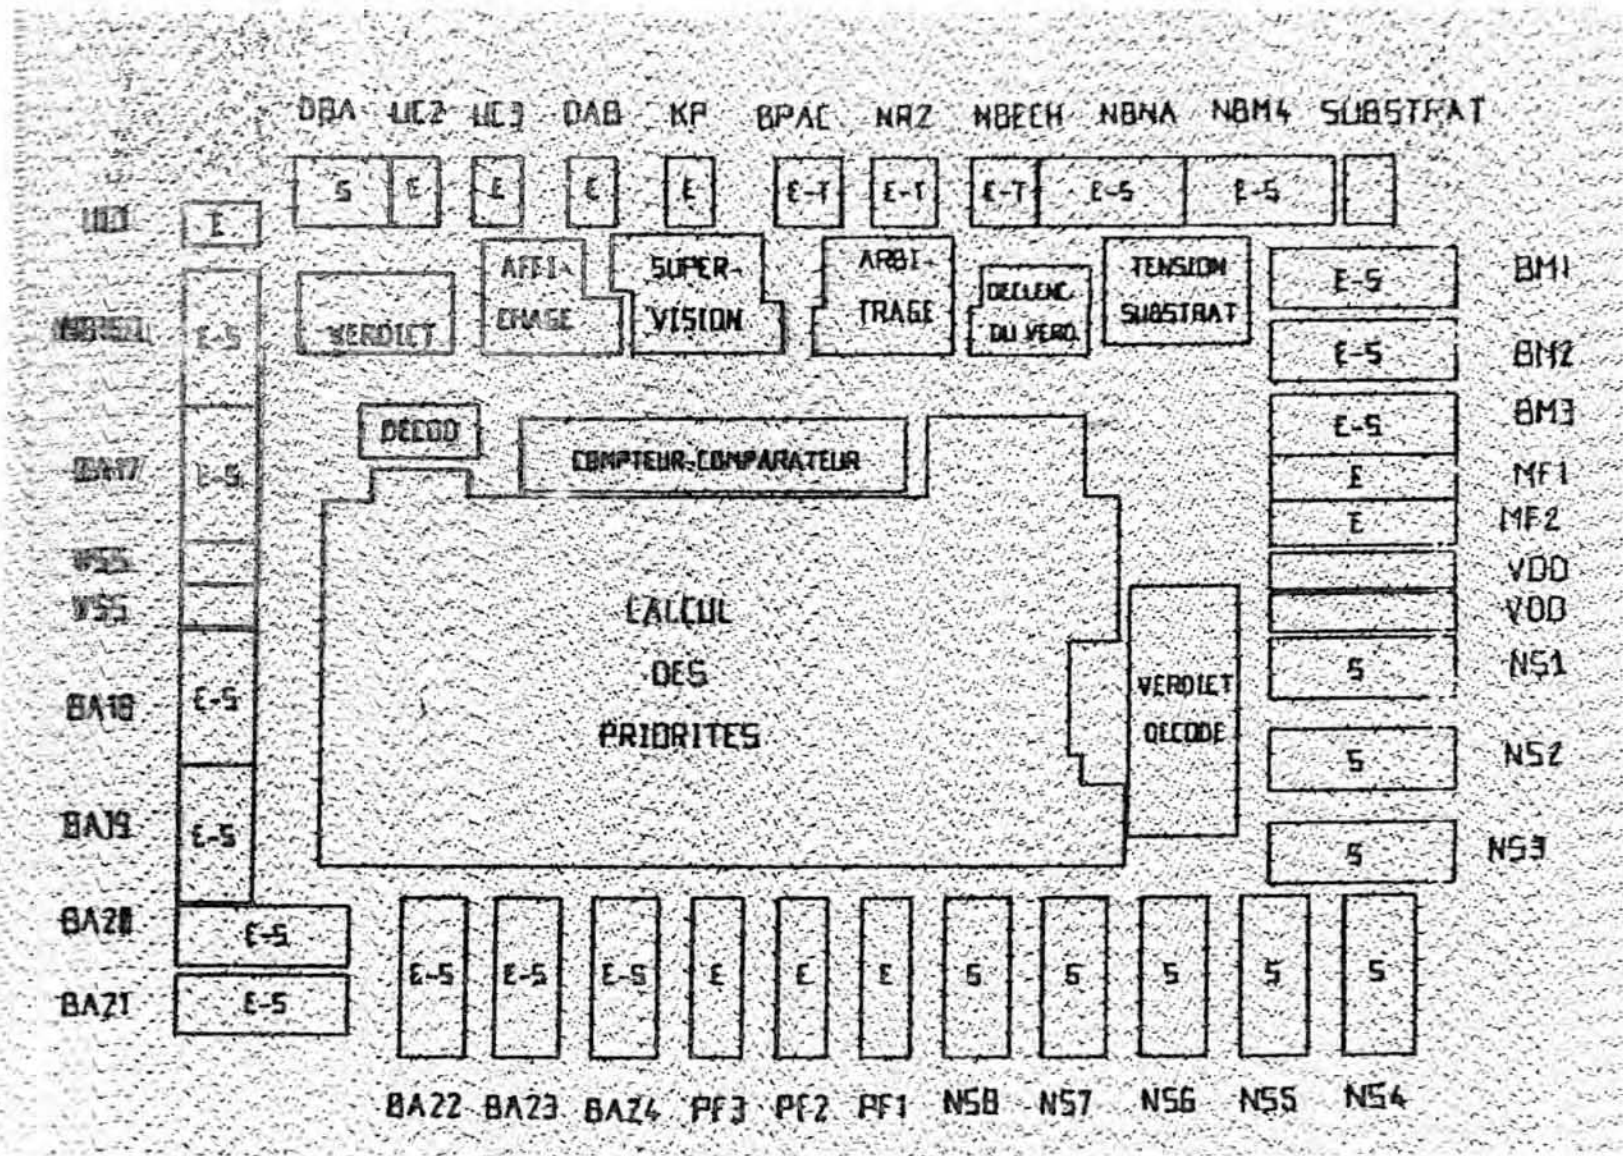 DBA UC2 UC3 DAB KP BPAC NRZ NBECH NBNA NBM4 SUBSTRAT
S E E E E E-T E-T E-T E-S E-S
E
AFFI- CHAGE
SUPER- VISION
ARBI- TRAGE
DECLENC. DU VERD.
TENSION SUBSTRAT
VERDICT
E-S BM1
E-S BM2
E-S
E-S BM3
DECOD
COMPTEUR-COMPARATEUR
BA17 E-S
E MF1
E MF2
VSS
VDD
VSS
VDD
CALCUL
DES
PRIORITES
S NS1
VERDICT
DECODE
BA18 E-S
S NS2
BA19 E-S
S NS3
BA20 E-S
BA21 E-S
E-S E-S E-S E E E S S S S S
BA22 BA23 BA24 PF3 PF2 PF1 NS8 NS7 NS6 NS5 NS4